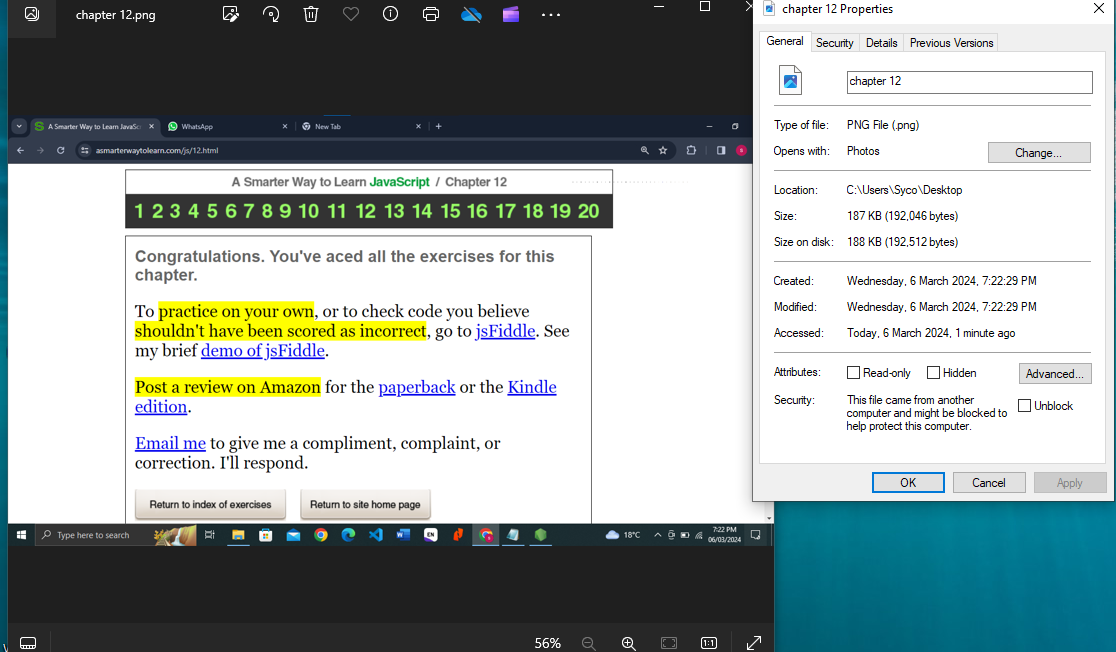 chapter 12.png
A Smarter Way to Learn JavaSc
WhatsApp
New Tab
asmarterwaytolearn.com/js/12.html
A Smarter Way to Learn JavaScript / Chapter 12
1 2 3 4 5 6 7 8 9 10 11 12 13 14 15 16 17 18 19 20
Congratulations. You've aced all the exercises for this
chapter.
To practice on your own, or to check code you believe
shouldn't have been scored as incorrect, go to jsFiddle. See
my brief demo of jsFiddle.
Post a review on Amazon for the paperback or the Kindle
edition.
Email me to give me a compliment, complaint, or
correction. I'll respond.
Return to index of exercises
Return to site home page
Type here to search
EN
18°C
7:22 PM
06/03/2024
56%
1:1
chapter 12 Properties
General
Security
Details
Previous Versions
chapter 12
Type of file: PNG File (.png)
Opens with: Photos
Change...
Location: C:\Users\Syco\Desktop
Size: 187 KB (192,046 bytes)
Size on disk: 188 KB (192,512 bytes)
Created: Wednesday, 6 March 2024, 7:22:29 PM
Modified: Wednesday, 6 March 2024, 7:22:29 PM
Accessed: Today, 6 March 2024, 1 minute ago
Attributes: Read-only Hidden Advanced...
Security: This file came from another
computer and might be blocked to
help protect this computer.
Unblock
OK
Cancel
Apply